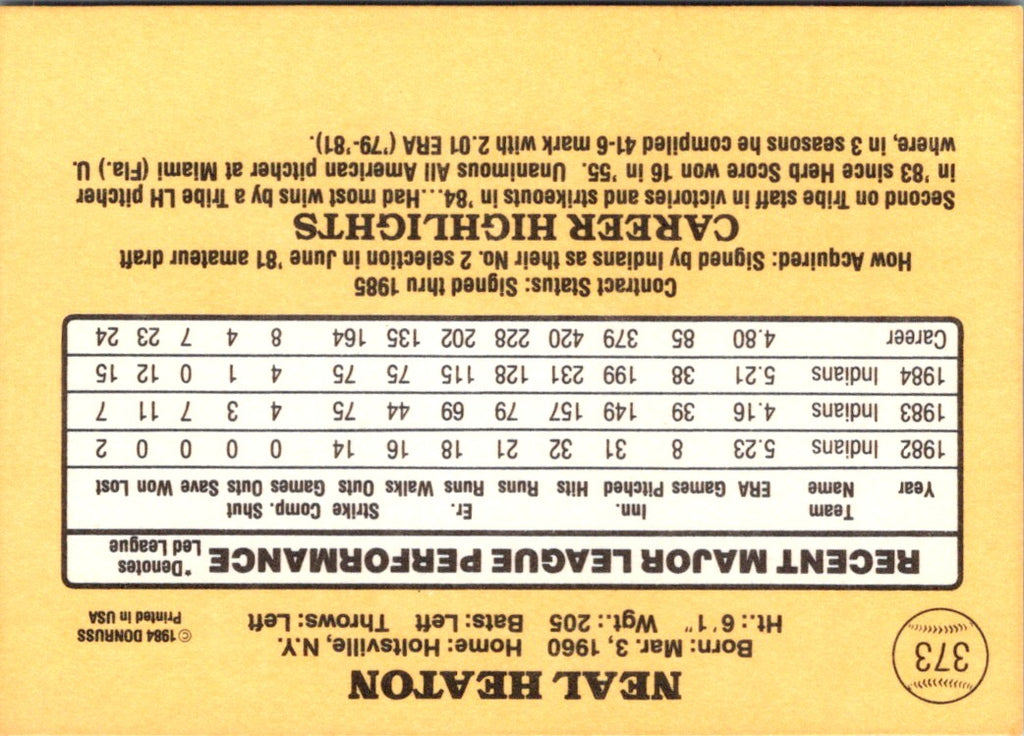 373
NEAL HEATON
Born: Mar. 3, 1960 Home: Holtsville, N.Y.
Ht.: 6'1" Wgt.: 205 Bats: Left Throws: Left
©1984 DONRUSS
Printed in USA
RECENT MAJOR LEAGUE PERFORMANCE *Denotes Led League
Year Team Name ERA Games Inn. Pitched Hits Runs Er. Runs Walks Strike Outs Comp. Games Shut Outs Save Won Lost
1982 Indians 5.23 8 31 32 21 18 16 14 0 0 0 0 2
1983 Indians 4.16 39 149 157 79 69 44 75 4 3 7 11 7
1984 Indians 5.21 38 199 231 128 115 75 75 4 1 0 12 15
Career 4.80 85 379 420 228 202 135 164 8 4 7 23 24
Contract Status: Signed thru 1985
How Acquired: Signed by Indians as their No. 2 selection in June '81 amateur draft
CAREER HIGHLIGHTS
Second on Tribe staff in victories and strikeouts in '84...Had most wins by a Tribe LH pitcher
in '83 since Herb Score won 16 in '55. Unanimous All American pitcher at Miami (Fla.) U.
where, in 3 seasons he compiled 41-6 mark with 2.01 ERA ('79-'81).